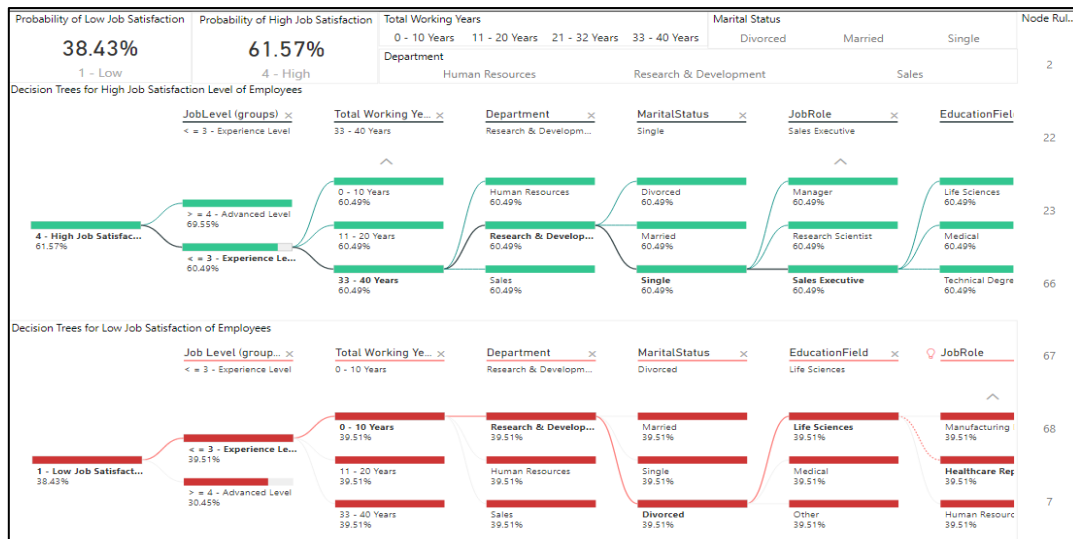 Probability of Low Job Satisfaction
38.43%
1 - Low
Probability of High Job Satisfaction
61.57%
4 - High
Total Working Years
0 - 10 Years 11 - 20 Years 21 - 32 Years 33 - 40 Years
Marital Status
Divorced Married Single
Department
Human Resources Research & Development Sales
Node Rul...
2
22
23
66
67
68
7
Decision Trees for High Job Satisfaction Level of Employees
JobLevel (groups) ×
< = 3 - Experience Level
Total Working Ye... ×
33 - 40 Years
Department ×
Research & Developm...
MaritalStatus ×
Single
JobRole ×
Sales Executive
EducationFiel
4 - High Job Satisfac...
61.57%
> = 4 - Advanced Level
69.55%
< = 3 - Experience Le...
60.49%
0 - 10 Years
60.49%
11 - 20 Years
60.49%
33 - 40 Years
60.49%
Human Resources
60.49%
Research & Develop...
60.49%
Sales
60.49%
Divorced
60.49%
Married
60.49%
Single
60.49%
Manager
60.49%
Research Scientist
60.49%
Sales Executive
60.49%
Life Sciences
60.49%
Medical
60.49%
Technical Degre
60.49%
Decision Trees for Low Job Satisfaction of Employees
Job Level (group... ×
< = 3 - Experience Level
Total Working Ye... ×
0 - 10 Years
Department ×
Research & Developm...
MaritalStatus ×
Divorced
EducationField ×
Life Sciences
JobRole
1 - Low Job Satisfact...
38.43%
< = 3 - Experience Le...
39.51%
> = 4 - Advanced Level
30.45%
0 - 10 Years
39.51%
11 - 20 Years
39.51%
33 - 40 Years
39.51%
Research & Develop...
39.51%
Human Resources
39.51%
Sales
39.51%
Married
39.51%
Single
39.51%
Divorced
39.51%
Life Sciences
39.51%
Medical
39.51%
Other
39.51%
Manufacturing
39.51%
Healthcare Rep
39.51%
Human Resourc
39.51%